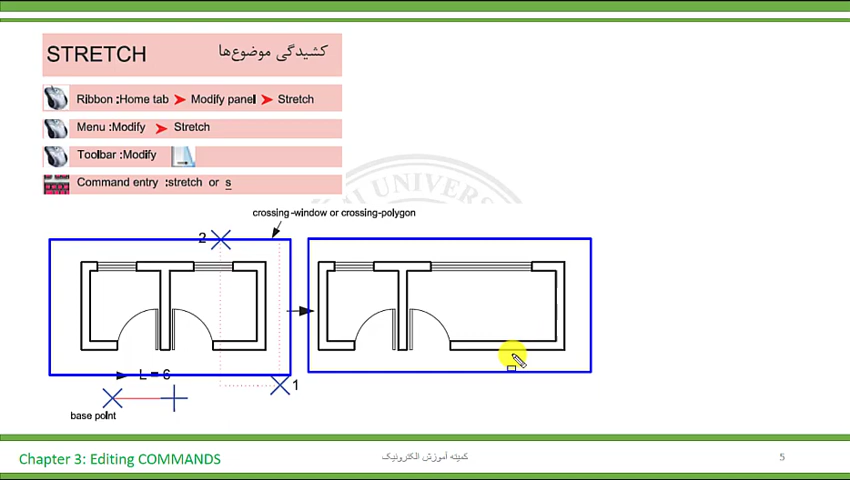 STRETCH کشیدگی موضوع‌ها
Ribbon :Home tab ➤ Modify panel ➤ Stretch
Menu :Modify ➤ Stretch
Toolbar :Modify
Command entry :stretch or s
UNIVER
crossing-window or crossing-polygon
2
L = 6
1
base point
Chapter 3: Editing COMMANDS کمیته آموزش الکترونیک 5